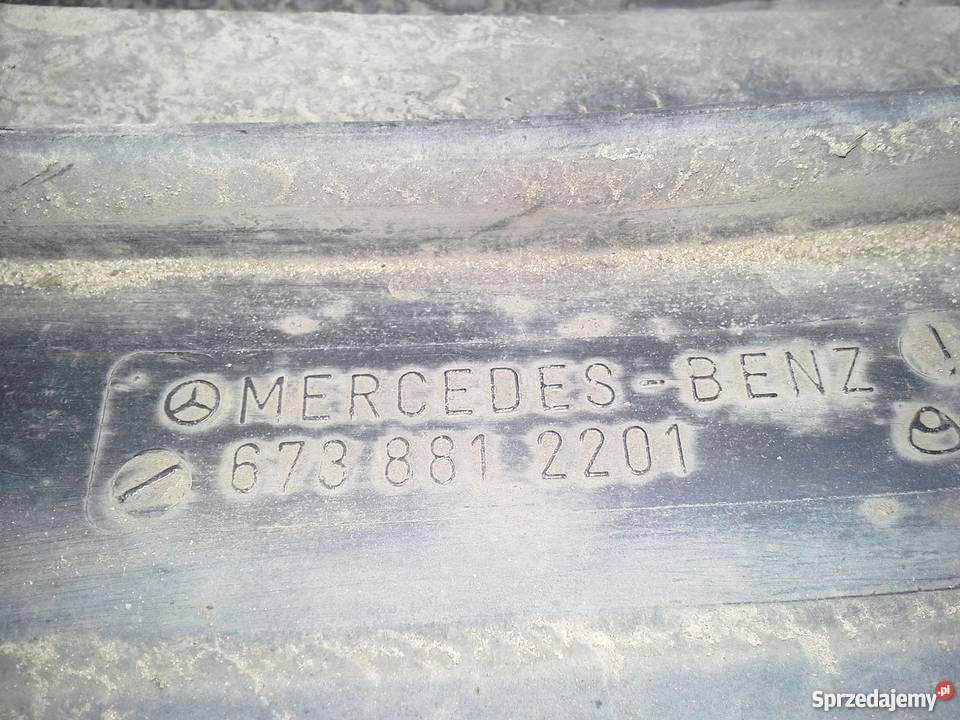 MERCEDES-BENZ
673 881 2201
Sprzedajemy.pl